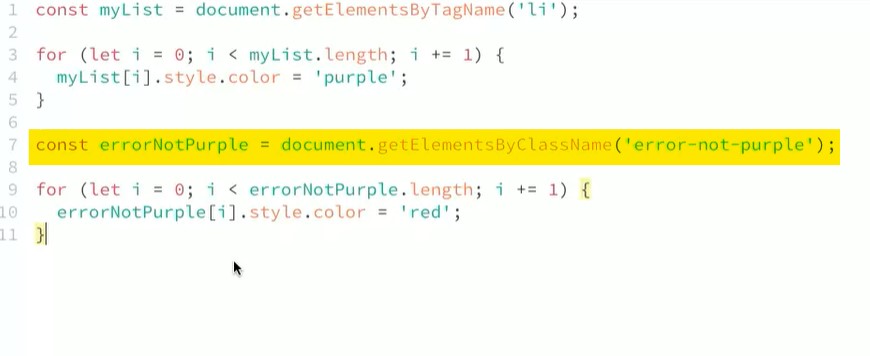 1 const myList = document.getElementsByTagName('li');
2
3 for (let i = 0; i < myList.length; i += 1) {
4   myList[i].style.color = 'purple';
5 }
6
7 const errorNotPurple = document.getElementsByClassName('error-not-purple');
8
9 for (let i = 0; i < errorNotPurple.length; i += 1) {
10   errorNotPurple[i].style.color = 'red';
11 }